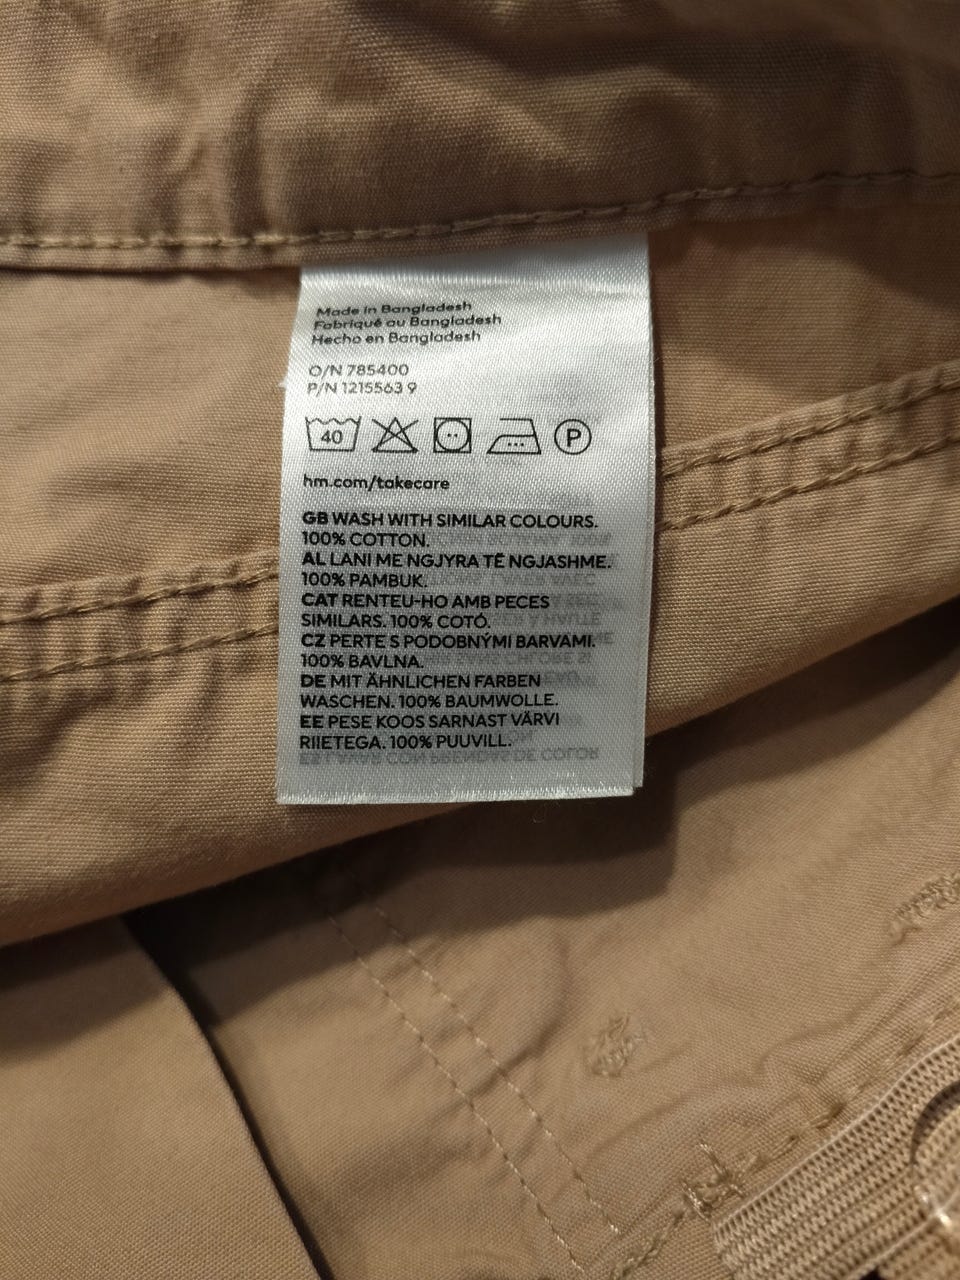 Made in Bangladesh
Fabriqué au Bangladesh
Hecho en Bangladesh
O/N 785400
P/N 1215563 9
40
P
hm.com/takecare
GB WASH WITH SIMILAR COLOURS.
100% COTTON.
AL LANI ME NGJYRA TË NGJASHME.
100% PAMBUK.
CAT RENTEU-HO AMB PECES
SIMILARS. 100% COTÓ.
CZ PERTE S PODOBNÝMI BARVAMI.
100% BAVLNA.
DE MIT ÄHNLICHEN FARBEN
WASCHEN. 100% BAUMWOLLE.
EE PESE KOOS SARNAST VÄRVI
RIIETEGA. 100% PUUVILL.